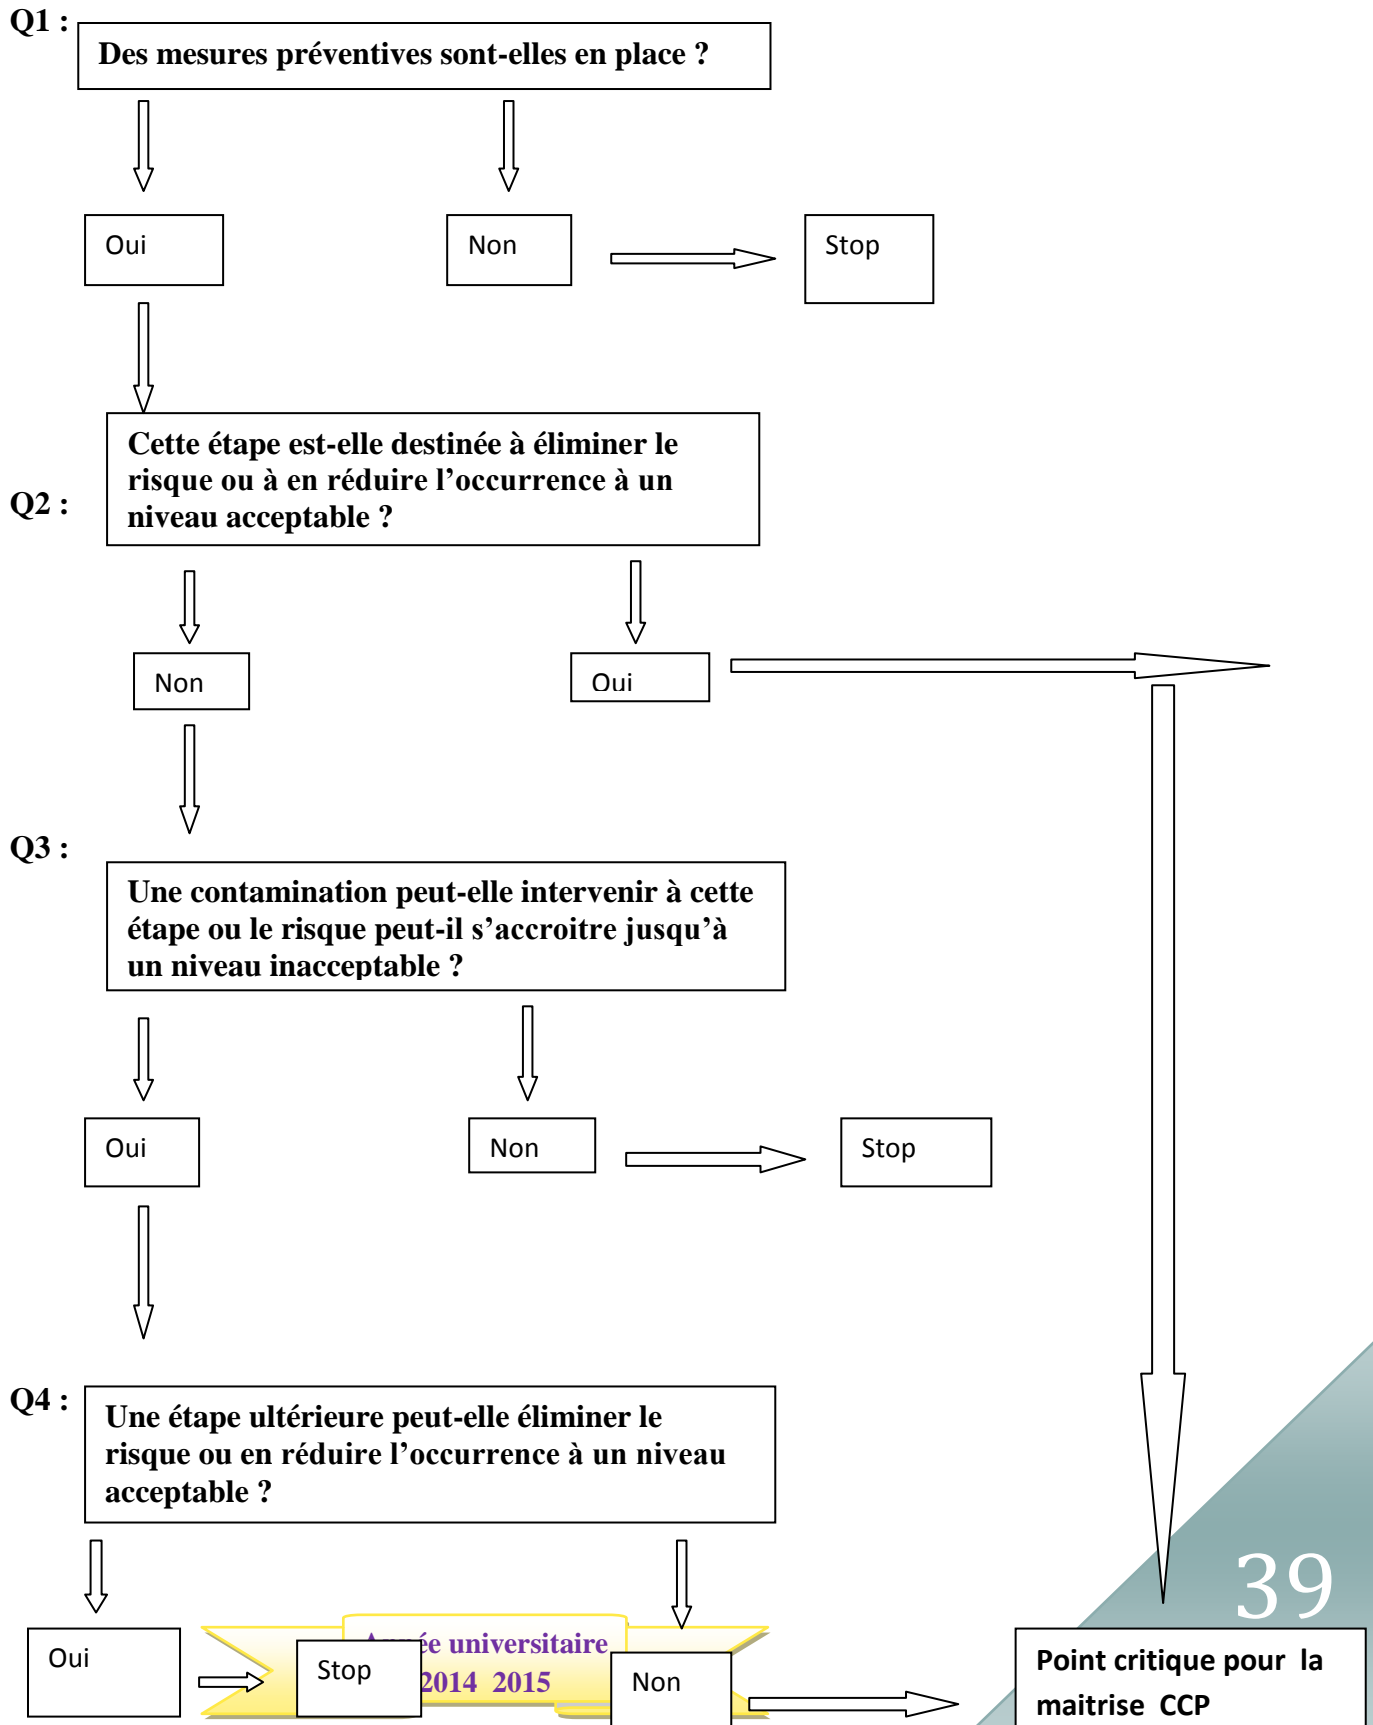 Q1 :
Des mesures préventives sont-elles en place ?
Oui
Non
Stop
Q2 :
Cette étape est-elle destinée à éliminer le
risque ou à en réduire l’occurrence à un
niveau acceptable ?
Non
Oui
Q3 :
Une contamination peut-elle intervenir à cette
étape ou le risque peut-il s’accroitre jusqu’à
un niveau inacceptable ?
Oui
Non
Stop
Q4 :
Une étape ultérieure peut-elle éliminer le
risque ou en réduire l’occurrence à un niveau
acceptable ?
39
Oui
Stop
Année universitaire
2014 2015
Non
Point critique pour la
maitrise CCP